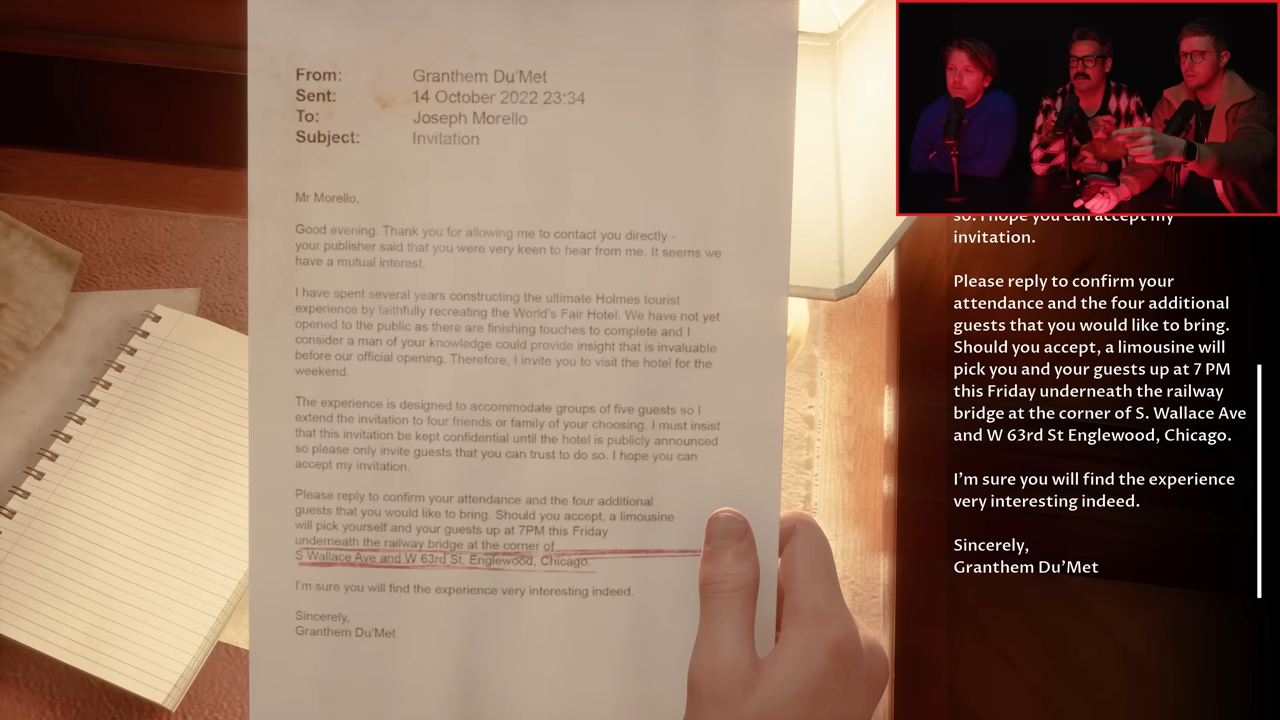 From: Granthem Du'Met
Sent: 14 October 2022 23:34
To: Joseph Morello
Subject: Invitation
Mr Morello,
Good evening. Thank you for allowing me to contact you directly -
your publisher said that you were very keen to hear from me. It seems we
have a mutual interest.
I have spent several years constructing the ultimate Holmes tourist
experience by faithfully recreating the World's Fair Hotel. We have not yet
opened to the public as there are finishing touches to complete and I
consider a man of your knowledge could provide insight that is invaluable
before our official opening. Therefore, I invite you to visit the hotel for the
weekend.
The experience is designed to accommodate groups of five guests so I
extend the invitation to four friends or family of your choosing. I must insist
that this invitation be kept confidential until the hotel is publicly announced
so please only invite guests that you can trust to do so. I hope you can
accept my invitation.
Please reply to confirm your attendance and the four additional
guests that you would like to bring. Should you accept, a limousine
will pick yourself and your guests up at 7PM this Friday
underneath the railway bridge at the corner of
S Wallace Ave and W 63rd St, Englewood, Chicago.
I'm sure you will find the experience very interesting indeed.
Sincerely,
Granthem Du'Met
so. I hope you can accept my
invitation.
Please reply to confirm your
attendance and the four additional
guests that you would like to bring.
Should you accept, a limousine will
pick you and your guests up at 7 PM
this Friday underneath the railway
bridge at the corner of S. Wallace Ave
and W 63rd St Englewood, Chicago.
I'm sure you will find the experience
very interesting indeed.
Sincerely,
Granthem Du'Met